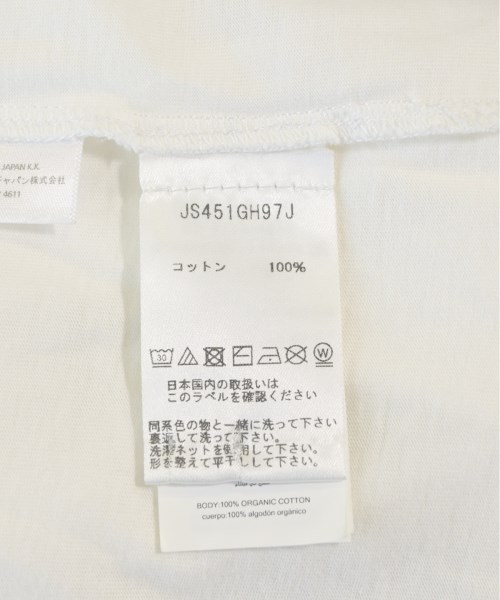 JAPAN K.K.
ャパン株式会社
4611
JS451GH97J
コットン 100%
30
W
日本国内の取扱いは
このラベルを確認ください
同系色の物と一緒に洗って下さい
裏返して洗って下さい。
洗濯ネットを使用して下さい。
形を整えて平干しして下さい。
BODY:100% ORGANIC COTTON
cuerpo:100% algodón orgánico